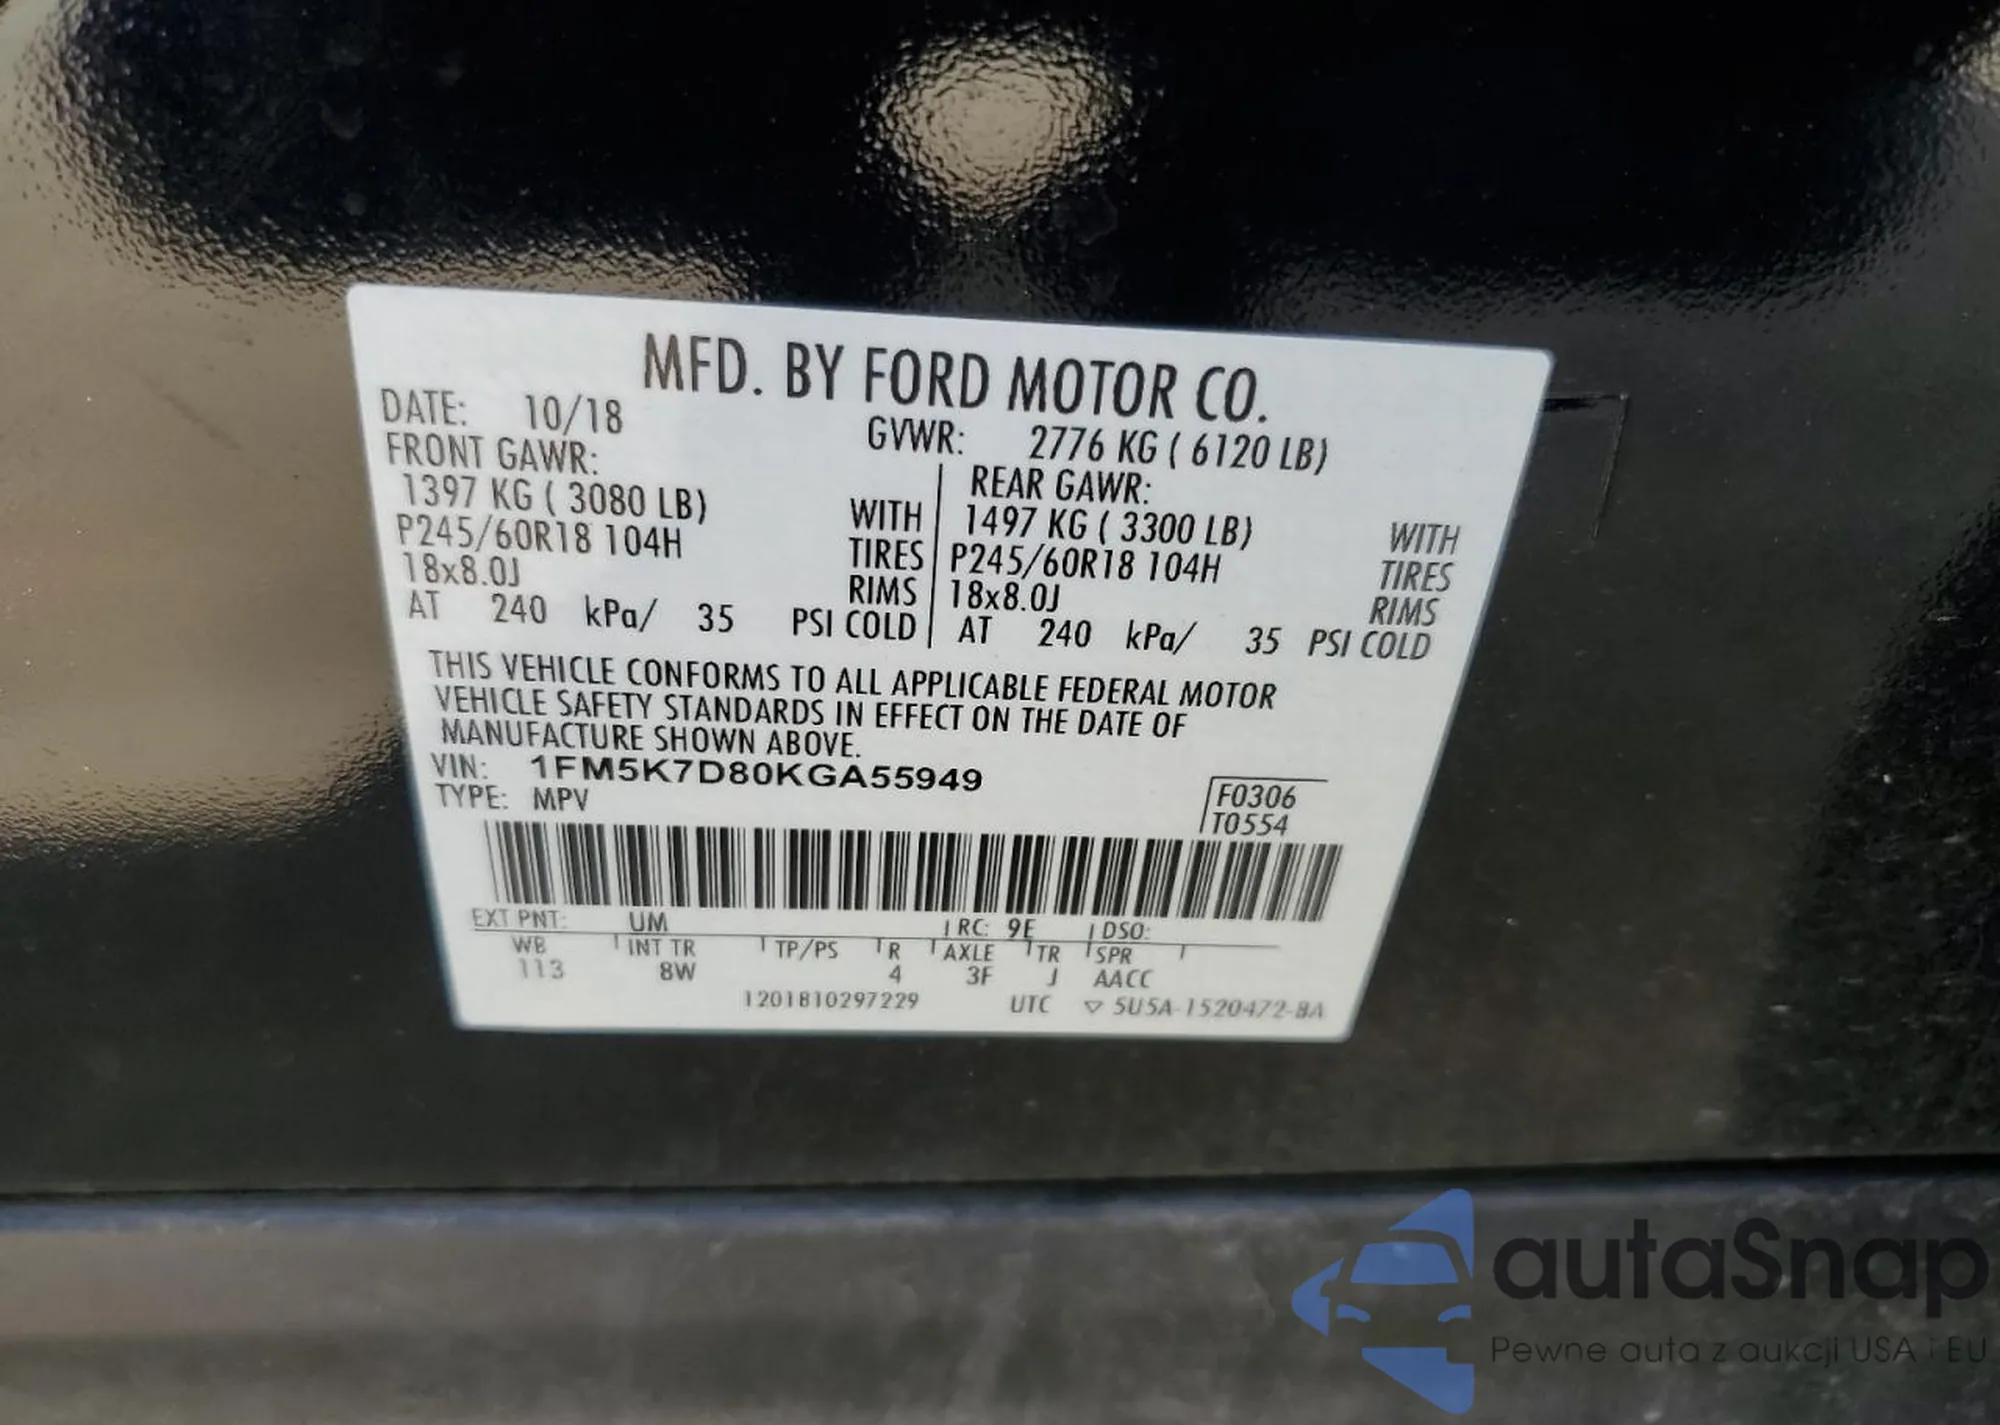 MFD. BY FORD MOTOR CO.
DATE: 10/18 GVWR: 2776 KG ( 6120 LB)
FRONT GAWR: REAR GAWR:
1397 KG ( 3080 LB) WITH 1497 KG ( 3300 LB) WITH
P245/60R18 104H TIRES P245/60R18 104H TIRES
18x8.0J RIMS 18x8.0J RIMS
AT 240 kPa/ 35 PSI COLD AT 240 kPa/ 35 PSI COLD
THIS VEHICLE CONFORMS TO ALL APPLICABLE FEDERAL MOTOR
VEHICLE SAFETY STANDARDS IN EFFECT ON THE DATE OF
MANUFACTURE SHOWN ABOVE.
VIN: 1FM5K7D80KGA55949
TYPE: MPV
F0306
T0554
EXT PNT: UM RC: 9E DSO:
WB INT TR TP/PS R AXLE TR SPR
113 8W 4 3F J AACC
1201810297229 UTC ▽ 5U5A-1520472-BA
autaSnap
Pewne auta z aukcji USA i EU